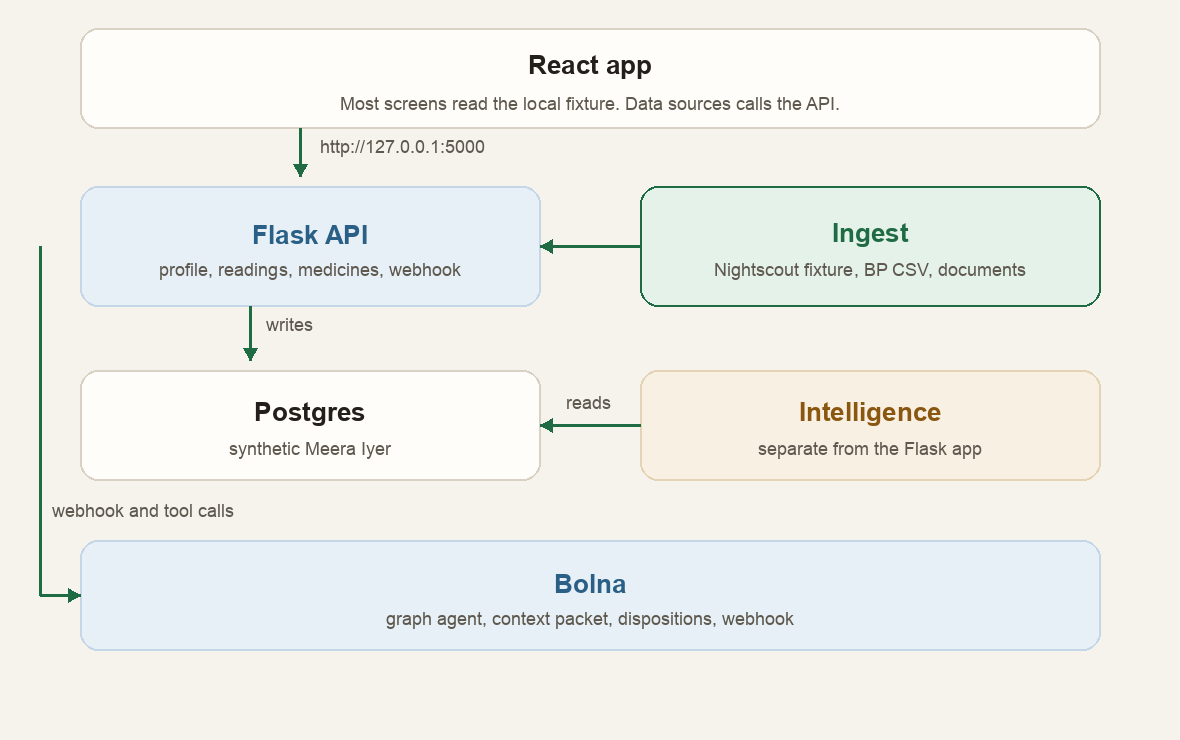 React app
Most screens read the local fixture. Data sources calls the API.
http://127.0.0.1:5000
Flask API
profile, readings, medicines, webhook
Ingest
Nightscout fixture, BP CSV, documents
writes
Postgres
synthetic Meera Iyer
reads
Intelligence
separate from the Flask app
webhook and tool calls
Bolna
graph agent, context packet, dispositions, webhook